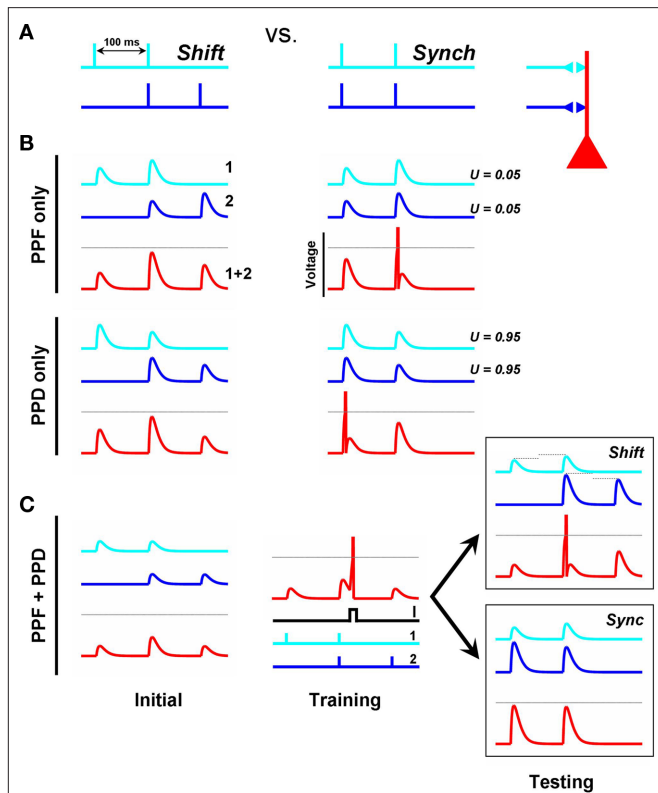 A
100 ms
Shift
vs.
Synch
B
PPF only
1
2
1+2
Voltage
U = 0.05
U = 0.05
PPD only
U = 0.95
U = 0.95
C
PPF + PPD
I
1
2
Shift
Sync
Initial
Training
Testing